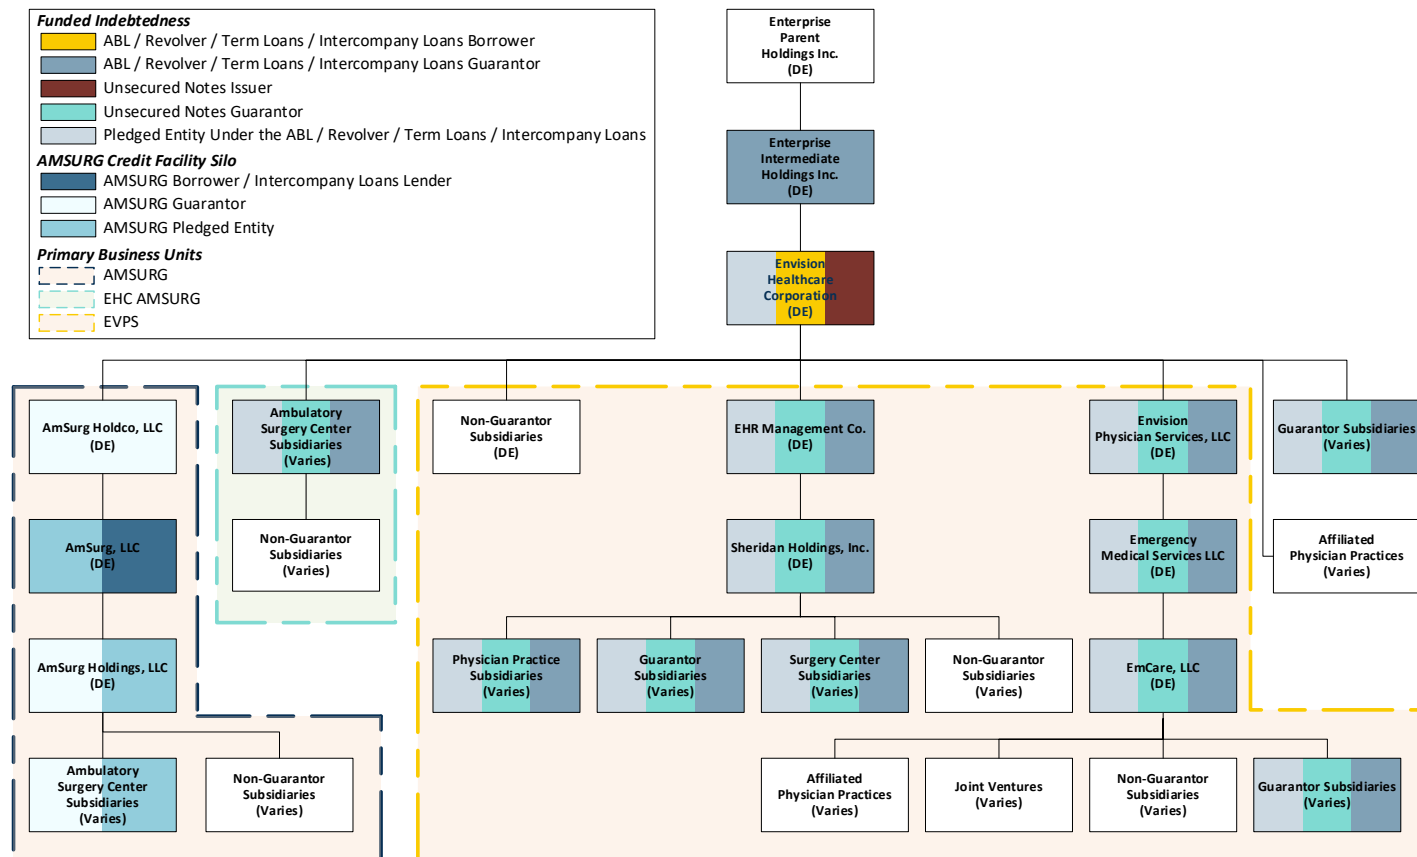 Funded Indebtedness
ABL / Revolver / Term Loans / Intercompany Loans Borrower
ABL / Revolver / Term Loans / Intercompany Loans Guarantor
Unsecured Notes Issuer
Unsecured Notes Guarantor
Pledged Entity Under the ABL / Revolver / Term Loans / Intercompany Loans
AMSURG Credit Facility Silo
AMSURG Borrower / Intercompany Loans Lender
AMSURG Guarantor
AMSURG Pledged Entity
Primary Business Units
AMSURG
EHC AMSURG
EVPS
Enterprise
Parent
Holdings Inc.
(DE)
Enterprise
Intermediate
Holdings Inc.
(DE)
Envision
Healthcare
Corporation
(DE)
AmSurg Holdco, LLC
(DE)
Ambulatory
Surgery Center
Subsidiaries
(Varies)
Non-Guarantor
Subsidiaries
(DE)
EHR Management Co.
(DE)
Envision
Physician Services, LLC
(DE)
Guarantor Subsidiaries
(Varies)
AmSurg, LLC
(DE)
Non-Guarantor
Subsidiaries
(Varies)
Sheridan Holdings, Inc.
(DE)
Emergency
Medical Services LLC
(DE)
Affiliated
Physician Practices
(Varies)
AmSurg Holdings, LLC
(DE)
Physician Practice
Subsidiaries
(Varies)
Guarantor
Subsidiaries
(Varies)
Surgery Center
Subsidiaries
(Varies)
Non-Guarantor
Subsidiaries
(Varies)
EmCare, LLC
(DE)
Ambulatory
Surgery Center
Subsidiaries
(Varies)
Non-Guarantor
Subsidiaries
(Varies)
Affiliated
Physician Practices
(Varies)
Joint Ventures
(Varies)
Non-Guarantor
Subsidiaries
(Varies)
Guarantor Subsidiaries
(Varies)